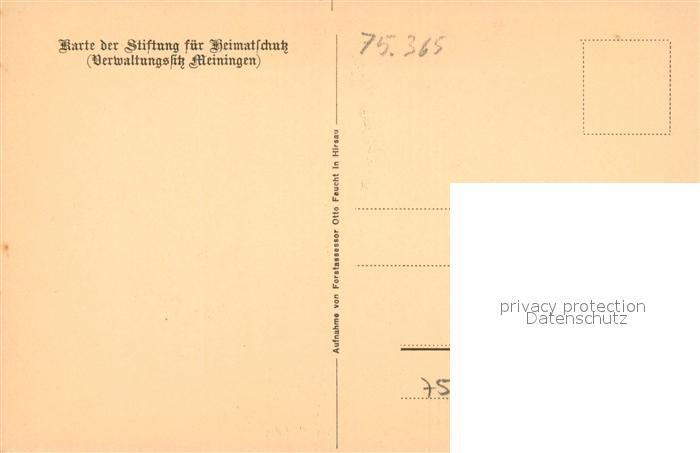 Karte der Stiftung für Heimatschutz
(Verwaltungssitz Meiningen)
75.365
Aufnahme von Forstassessor Otto Feucht in Hirsau
privacy protection
Datenschutz
75